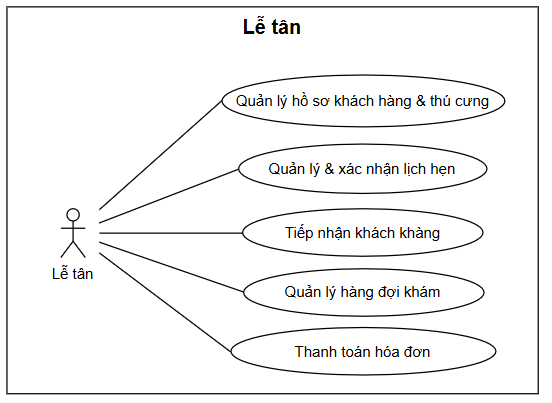 Lễ tân
Quản lý hồ sơ khách hàng & thú cưng
Quản lý & xác nhận lịch hẹn
Tiếp nhận khách khàng
Lễ tân
Quản lý hàng đợi khám
Thanh toán hóa đơn